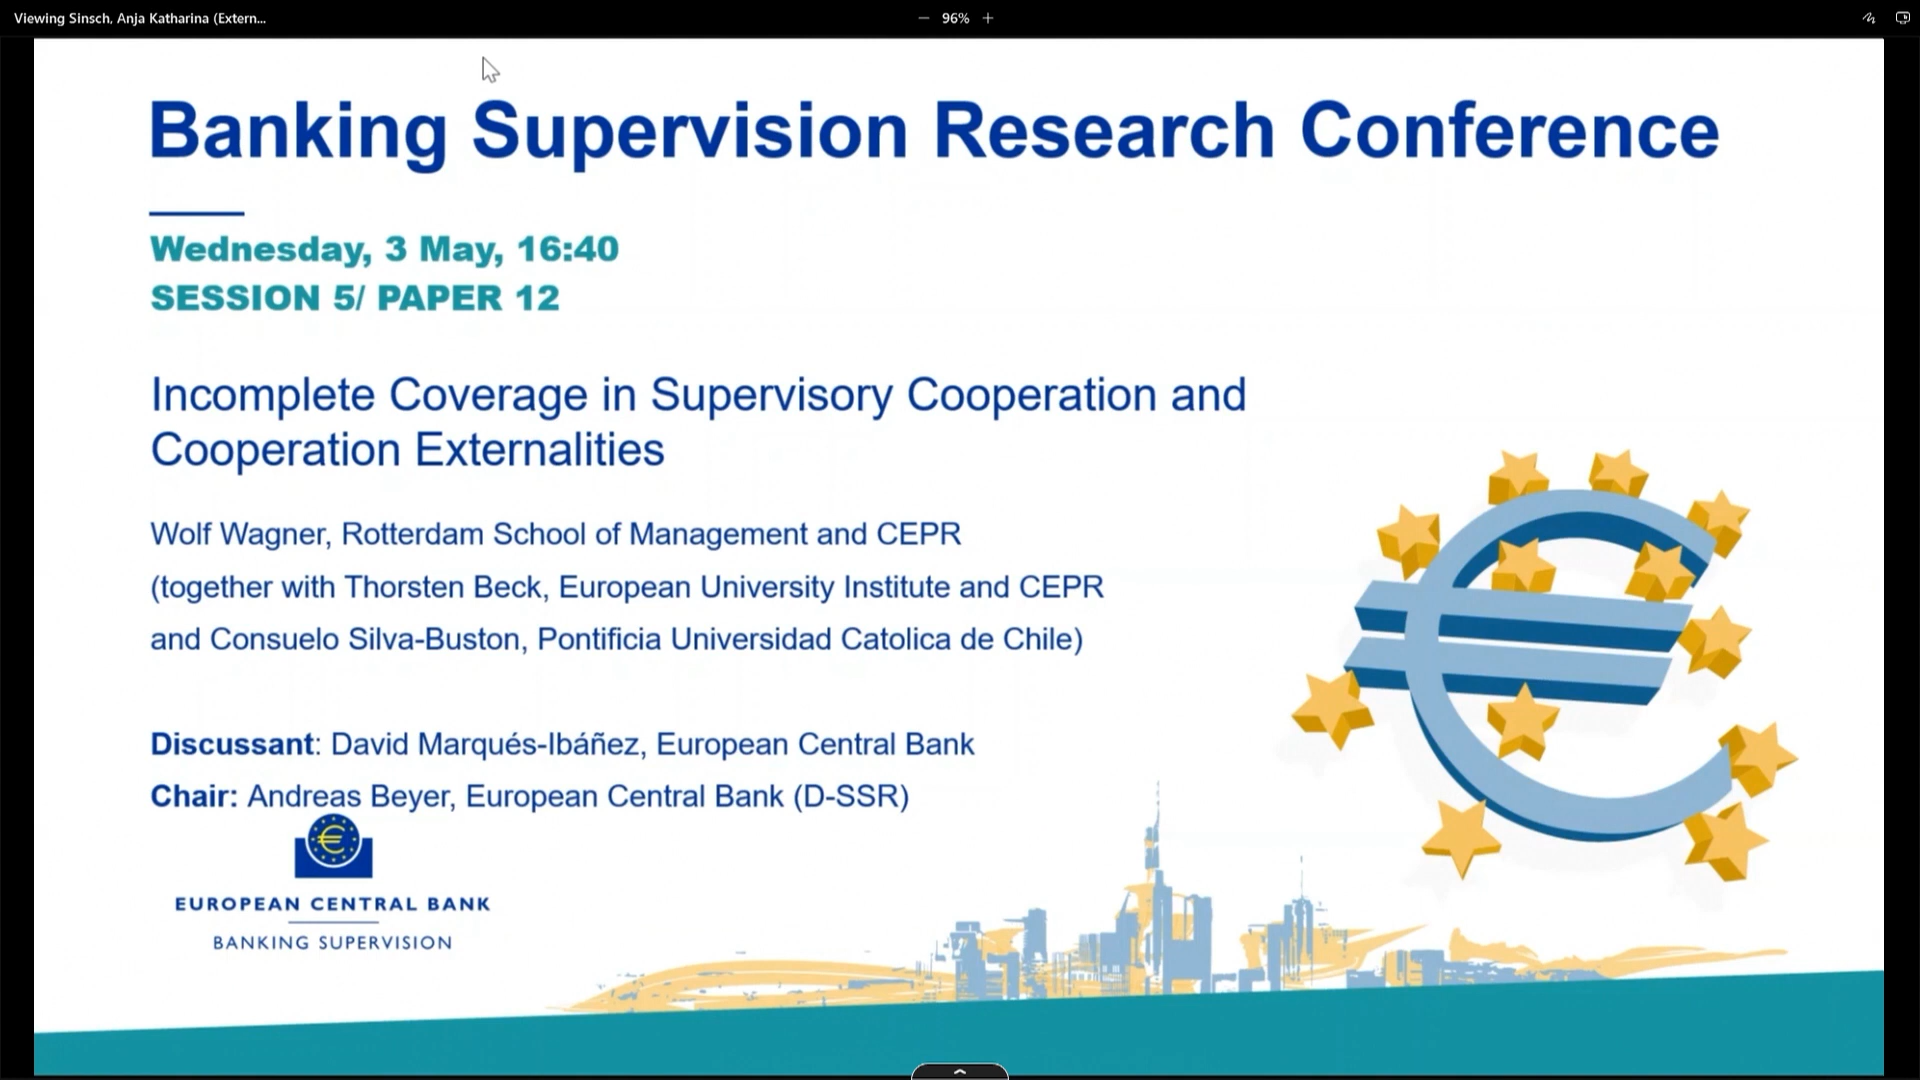 Viewing Sinsch, Anja Katharina (Extern...
96%
Banking Supervision Research Conference
Wednesday, 3 May, 16:40
SESSION 5/ PAPER 12
Incomplete Coverage in Supervisory Cooperation and
Cooperation Externalities
Wolf Wagner, Rotterdam School of Management and CEPR
(together with Thorsten Beck, European University Institute and CEPR
and Consuelo Silva-Buston, Pontificia Universidad Catolica de Chile)
Discussant: David Marqués-Ibáñez, European Central Bank
Chair: Andreas Beyer, European Central Bank (D-SSR)
EUROPEAN CENTRAL BANK
BANKING SUPERVISION